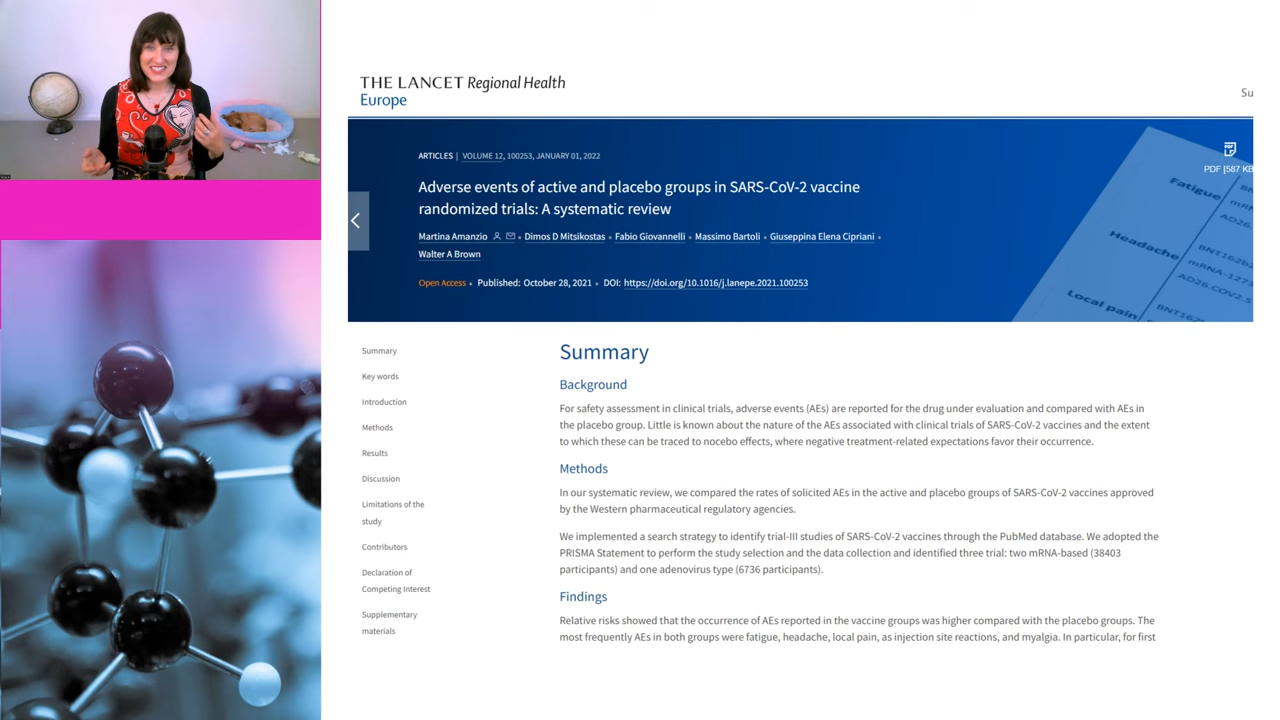 THE LANCET Regional Health
Europe
Su
ARTICLES | VOLUME 12, 100253, JANUARY 01, 2022
PDF [587 KB
Adverse events of active and placebo groups in SARS-CoV-2 vaccine
randomized trials: A systematic review
Martina Amanzio • Dimos D Mitsikostas • Fabio Giovannelli • Massimo Bartoli • Giuseppina Elena Cipriani •
Walter A Brown
Open Access • Published: October 28, 2021 • DOI: https://doi.org/10.1016/j.lanepe.2021.100253
Fatigue
Headache
BNT162b2
mRNA-1273
AD26.COV2.S
Local pain
BNT162
Summary
Key words
Introduction
Methods
Results
Discussion
Limitations of the
study
Contributors
Declaration of
Competing Interest
Supplementary
materials
Summary
Background
For safety assessment in clinical trials, adverse events (AEs) are reported for the drug under evaluation and compared with AEs in
the placebo group. Little is known about the nature of the AEs associated with clinical trials of SARS-CoV-2 vaccines and the extent
to which these can be traced to nocebo effects, where negative treatment-related expectations favor their occurrence.
Methods
In our systematic review, we compared the rates of solicited AEs in the active and placebo groups of SARS-CoV-2 vaccines approved
by the Western pharmaceutical regulatory agencies.
We implemented a search strategy to identify trial-III studies of SARS-CoV-2 vaccines through the PubMed database. We adopted the
PRISMA Statement to perform the study selection and the data collection and identified three trial: two mRNA-based (38403
participants) and one adenovirus type (6736 participants).
Findings
Relative risks showed that the occurrence of AEs reported in the vaccine groups was higher compared with the placebo groups. The
most frequently AEs in both groups were fatigue, headache, local pain, as injection site reactions, and myalgia. In particular, for first